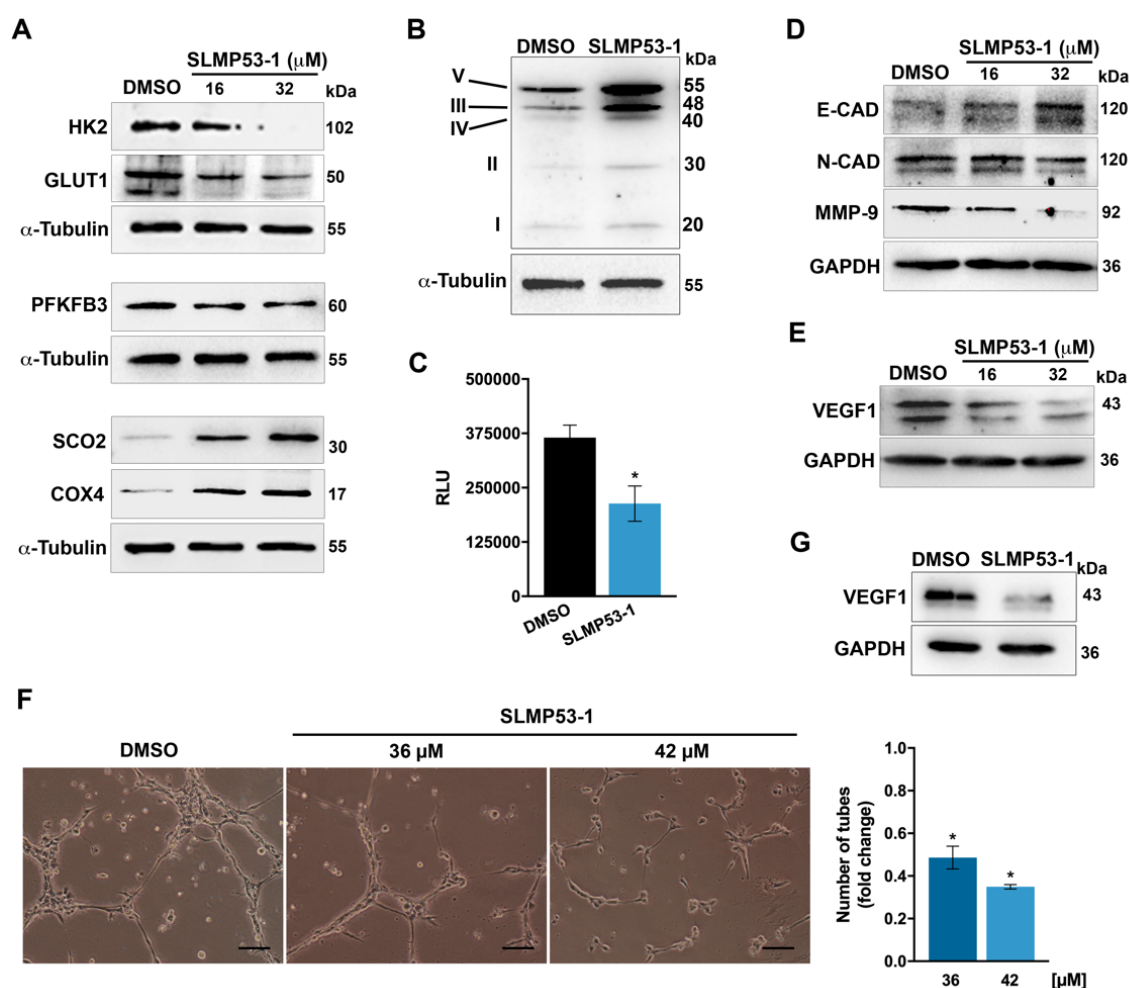 A
SLMP53-1 (μM)
DMSO 16 32 kDa
HK2 102
GLUT1 50
α-Tubulin 55
PFKFB3 60
α-Tubulin 55
SCO2 30
COX4 17
α-Tubulin 55
B
DMSO SLMP53-1
kDa
V 55
III 48
IV 40
II 30
I 20
α-Tubulin 55
C
500000
375000
250000
125000
0
RLU
*
DMSO
SLMP53-1
D
SLMP53-1 (μM)
DMSO 16 32 kDa
E-CAD 120
N-CAD 120
MMP-9 92
GAPDH 36
E
SLMP53-1 (μM)
DMSO 16 32 kDa
VEGF1 43
GAPDH 36
G
DMSO SLMP53-1 kDa
VEGF1 43
GAPDH 36
F
SLMP53-1
DMSO 36 μM 42 μM
Number of tubes
(fold change)
1.0
0.8
0.6
0.4
0.2
0.0
* *
36 42 [μM]